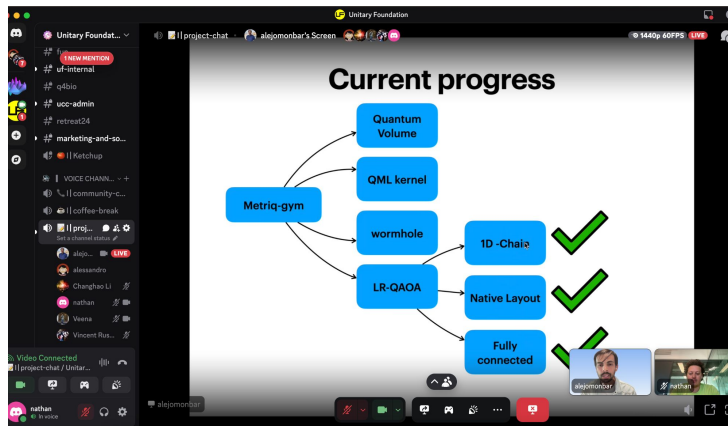 Unitary Foundation
Unitary Foundat...
1 NEW MENTION
uf-internal
q4bio
ucc-admin
retreat24
marketing-and-so...
|| Ketchup
VOICE CHANN...
|| community-c...
|| coffee-break
|| proj...
Set a channel status
alejo... LIVE
alessandro
Changhao Li
nathan
Veena
Vincent Rus...
Video Connected
|| project-chat / Unitar...
nathan
In voice
|| project-chat
alejomonbar's Screen
1440p 60FPS LIVE
Current progress
Metriq-gym
Quantum
Volume
QML kernel
wormhole
LR-QAOA
1D -Chain
Native Layout
Fully
connected
alejomonbar
nathan
alejomonbar